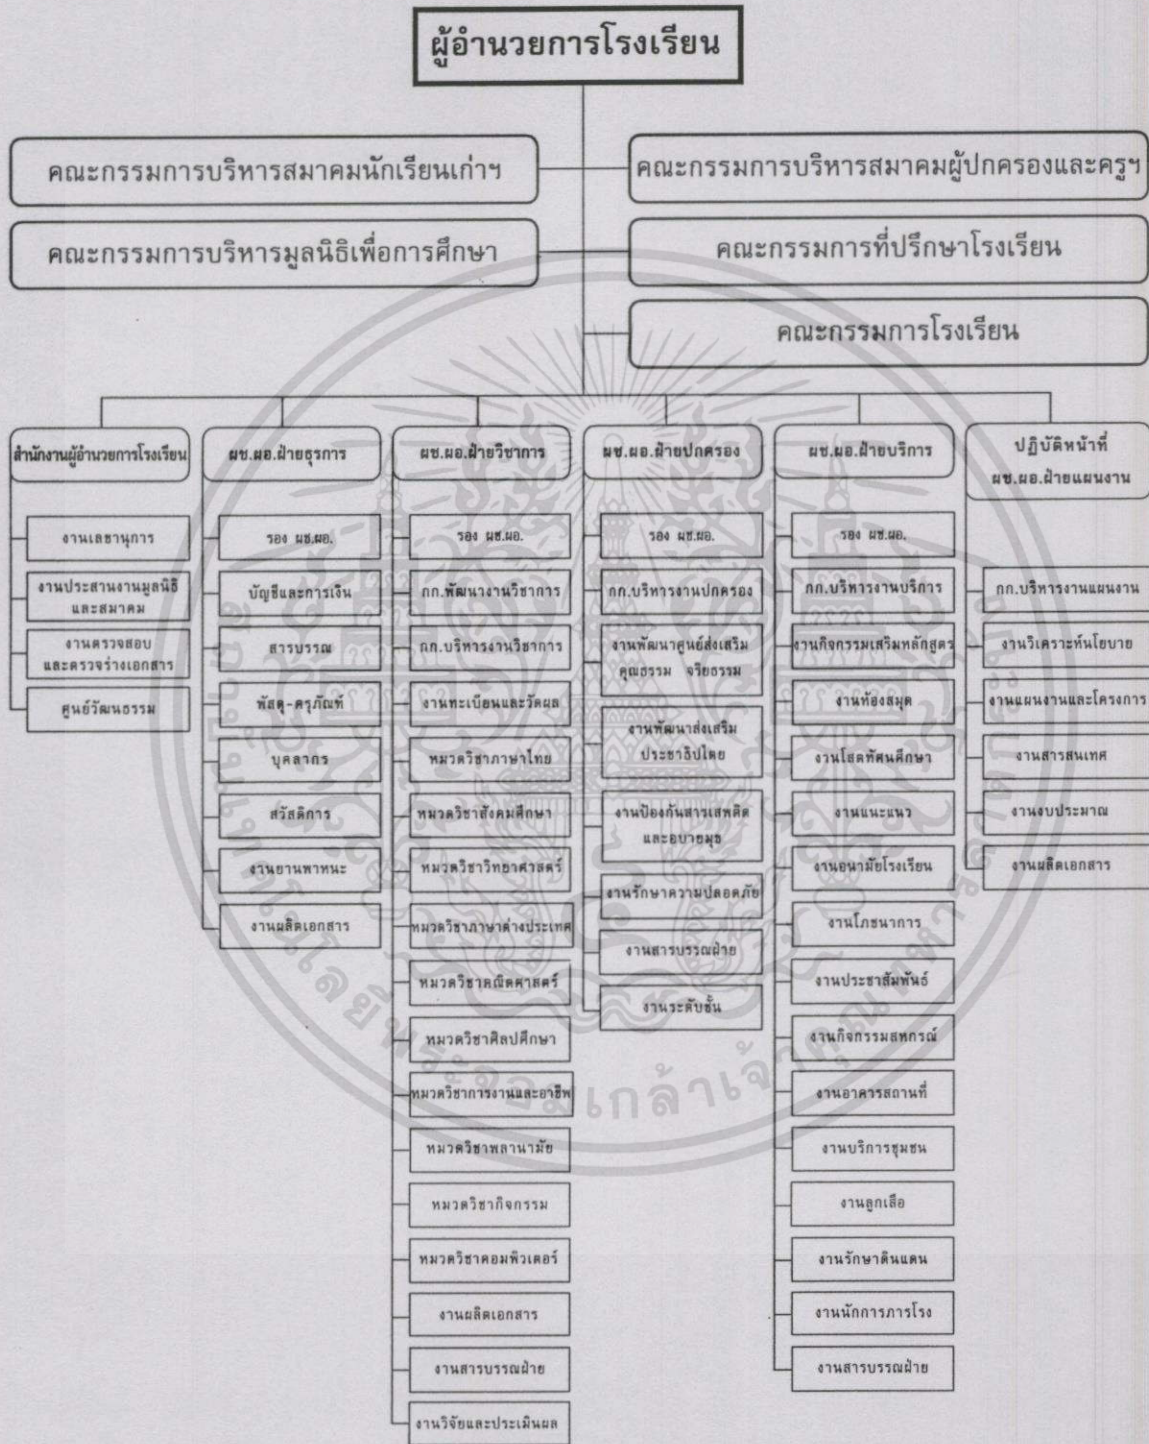 ผู้อำนวยการโรงเรียน
คณะกรรมการบริหารสมาคมนักเรียนเก่าฯ
คณะกรรมการบริหารสมาคมผู้ปกครองและครูฯ
คณะกรรมการบริหารมูลนิธิเพื่อการศึกษา
คณะกรรมการที่ปรึกษาโรงเรียน
คณะกรรมการโรงเรียน
สำนักงานผู้อำนวยการโรงเรียน
งานเลขานุการ
งานประสานงานมูลนิธิ
และสมาคม
งานตรวจสอบ
และตรวจร่างเอกสาร
ศูนย์วัฒนธรรม
ผช.ผอ.ฝ่ายธุรการ
รอง ผช.ผอ.
บัญชีและการเงิน
สารบรรณ
พัสดุ-ครุภัณฑ์
บุคลากร
สวัสดิการ
งานยานพาหนะ
งานผลิตเอกสาร
ผช.ผอ.ฝ่ายวิชาการ
รอง ผช.ผอ.
กก.พัฒนางานวิชาการ
กก.บริหารงานวิชาการ
งานทะเบียนและวัดผล
หมวดวิชาภาษาไทย
หมวดวิชาสังคมศึกษา
หมวดวิชาวิทยาศาสตร์
หมวดวิชาภาษาต่างประเทศ
หมวดวิชาคณิตศาสตร์
หมวดวิชาศิลปศึกษา
หมวดวิชาการงานและอาชีพ
หมวดวิชาพลานามัย
หมวดวิชากิจกรรม
หมวดวิชาคอมพิวเตอร์
งานผลิตเอกสาร
งานสารบรรณฝ่าย
งานวิจัยและประเมินผล
ผช.ผอ.ฝ่ายปกครอง
รอง ผช.ผอ.
กก.บริหารงานปกครอง
งานพัฒนาศูนย์ส่งเสริม
คุณธรรม จริยธรรม
งานพัฒนาส่งเสริม
ประชาธิปไตย
งานป้องกันสารเสพติด
และอบายมุข
งานรักษาความปลอดภัย
งานสารบรรณฝ่าย
งานระดับชั้น
ผช.ผอ.ฝ่ายบริการ
รอง ผช.ผอ.
กก.บริหารงานบริการ
งานกิจกรรมเสริมหลักสูตร
งานห้องสมุด
งานโสตทัศนศึกษา
งานแนะแนว
งานอนามัยโรงเรียน
งานโภชนาการ
งานประชาสัมพันธ์
งานกิจกรรมสหกรณ์
งานอาคารสถานที่
งานบริการชุมชน
งานลูกเสือ
งานรักษาดินแดน
งานนักการภารโรง
งานสารบรรณฝ่าย
ปฏิบัติหน้าที่
ผช.ผอ.ฝ่ายแผนงาน
กก.บริหารงานแผนงาน
งานวิเคราะห์นโยบาย
งานแผนงานและโครงการ
งานสารสนเทศ
งานงบประมาณ
งานผลิตเอกสาร